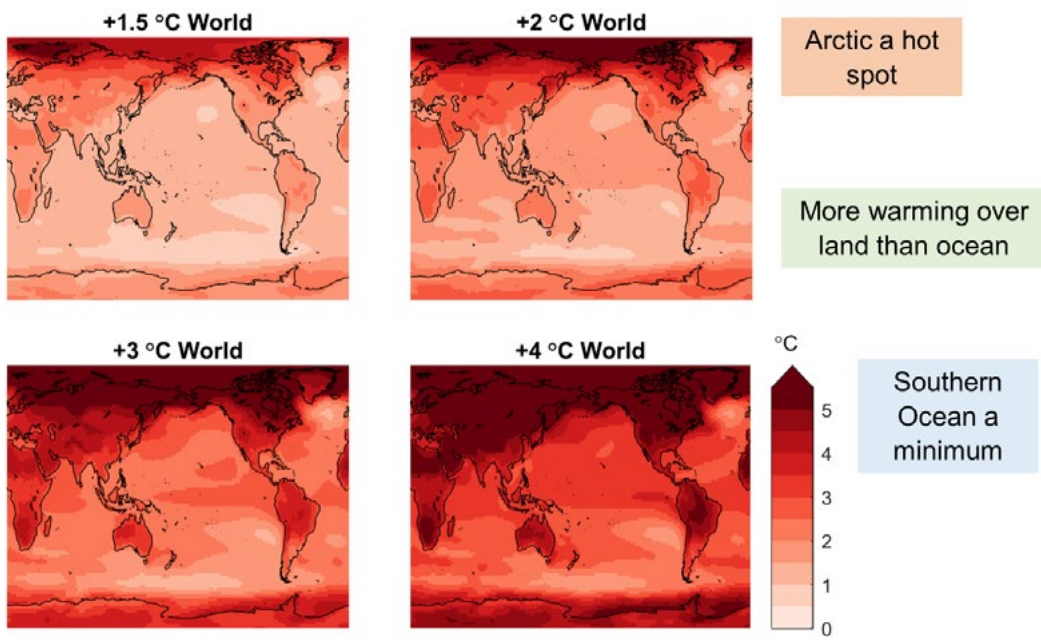 +1.5 °C World
+2 °C World
Arctic a hot
spot
More warming over
land than ocean
+3 °C World
+4 °C World
°C
5
4
3
2
1
0
Southern
Ocean a
minimum